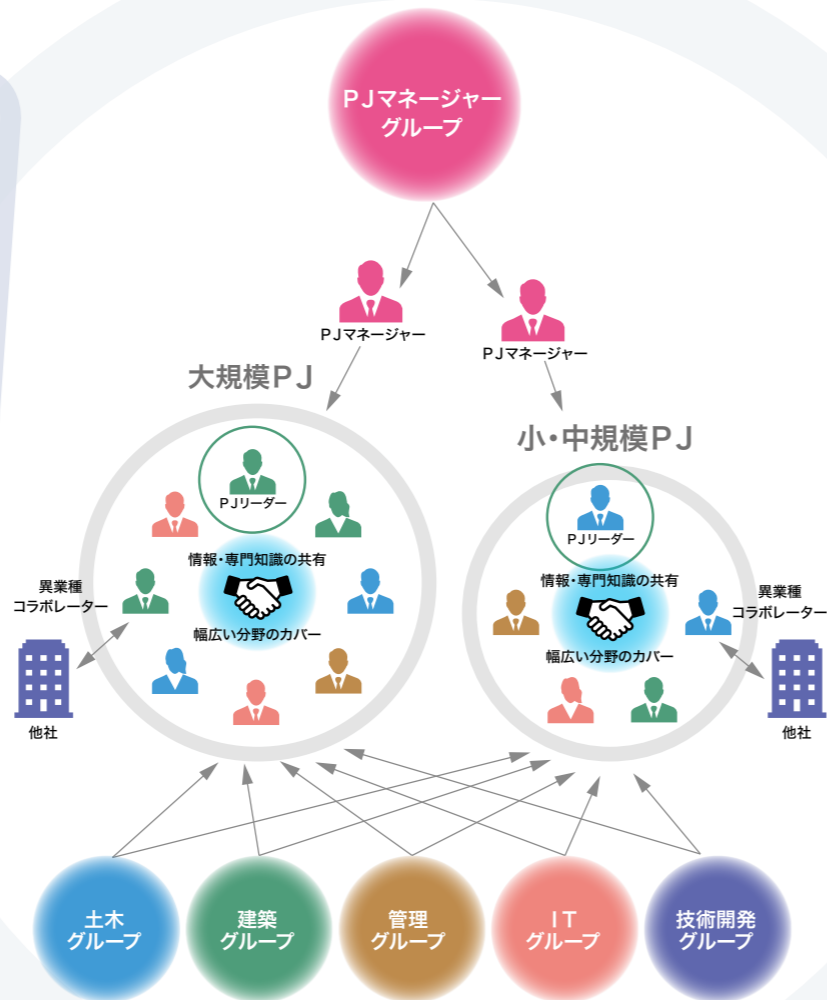 PJマネージャー
グループ
PJマネージャー
PJマネージャー
大規模PJ
小・中規模PJ
PJリーダー
情報・専門知識の共有
幅広い分野のカバー
異業種
コラボレーター
他社
PJリーダー
情報・専門知識の共有
幅広い分野のカバー
異業種
コラボレーター
他社
土木
グループ
建築
グループ
管理
グループ
IT
グループ
技術開発
グループ